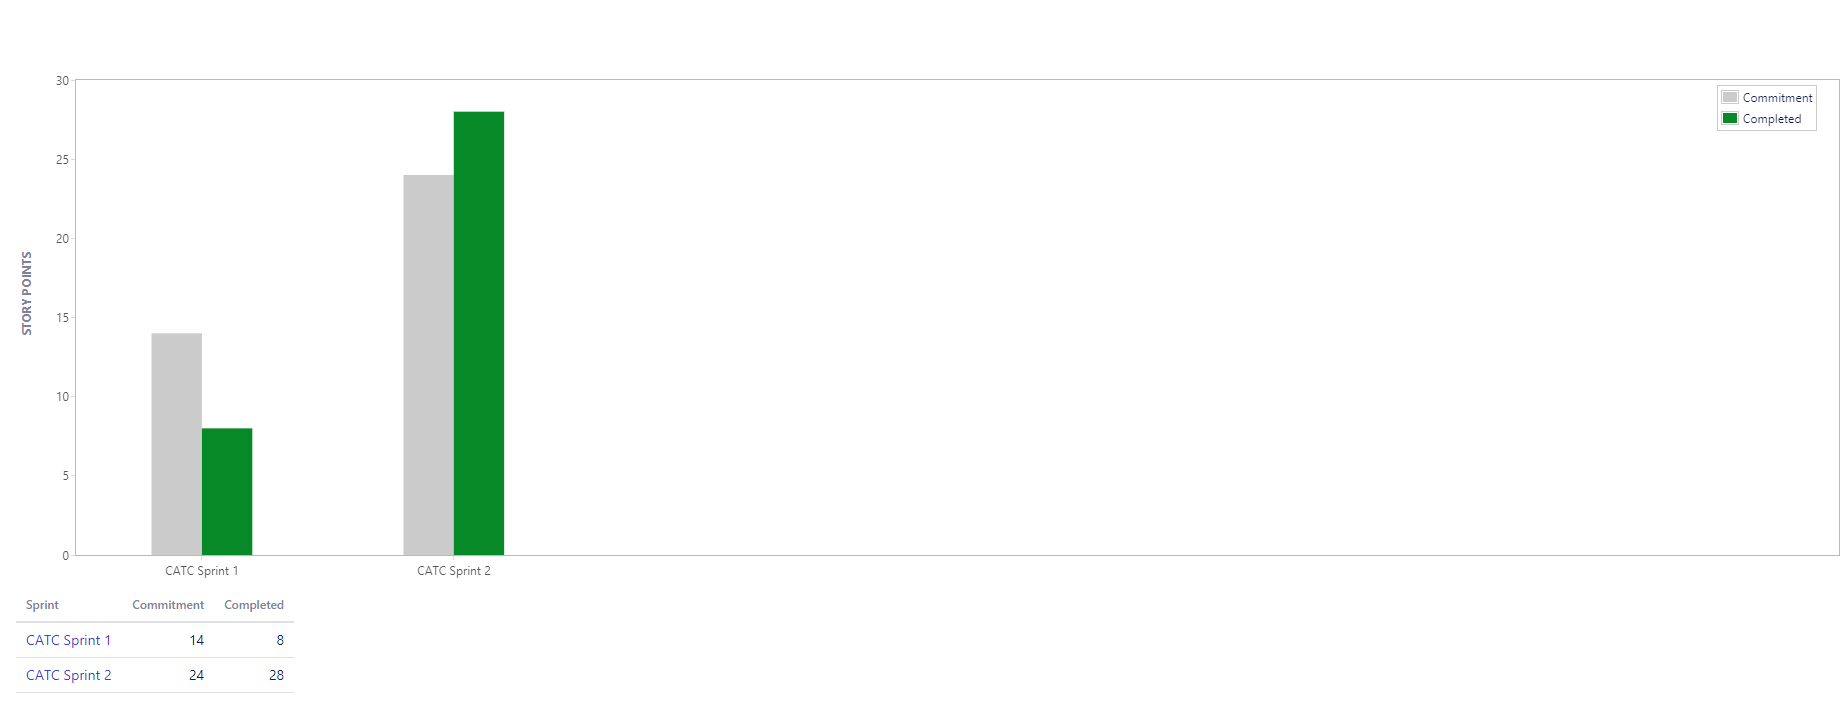 30
25
20
15
10
5
0
STORY POINTS
Commitment
Completed
CATC Sprint 1
CATC Sprint 2
Sprint Commitment Completed
CATC Sprint 1 14 8
CATC Sprint 2 24 28